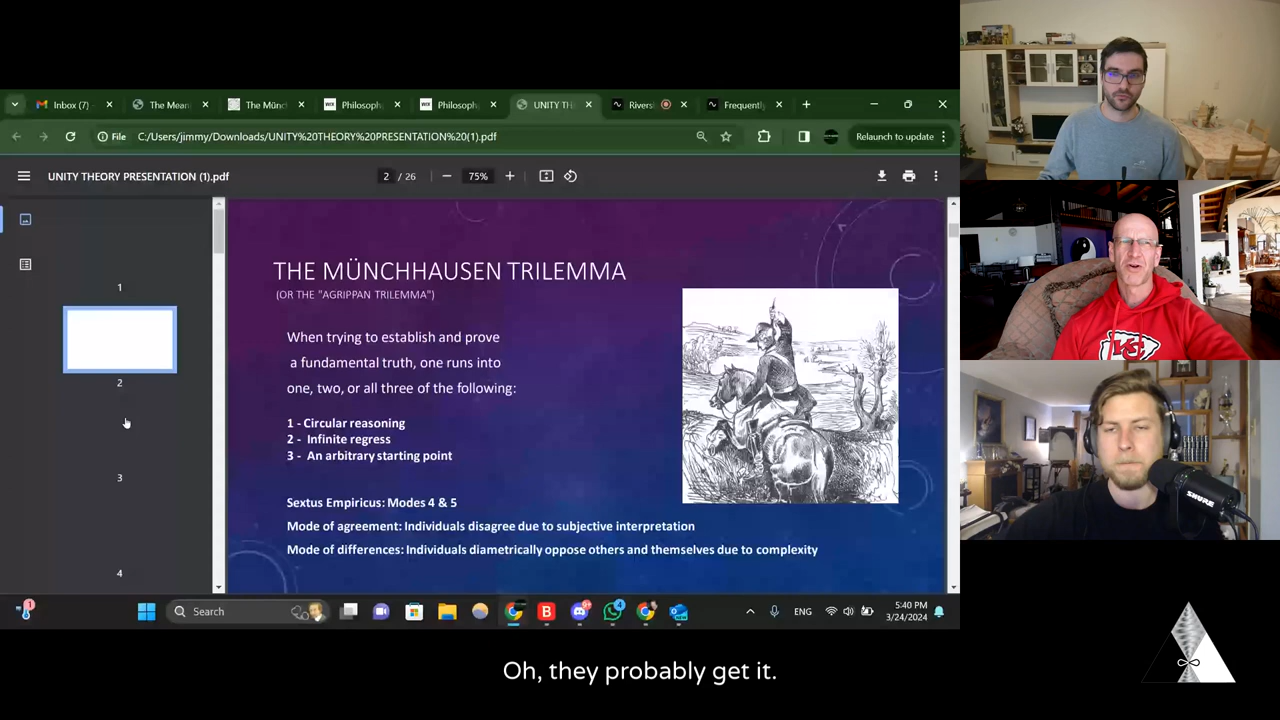 Inbox (7)
The Mean
The Münc
Philosoph
Philosoph
UNITY TH
Rivers
Frequently
File
C:/Users/jimmy/Downloads/UNITY%20THEORY%20PRESENTATION%20(1).pdf
Relaunch to update
UNITY THEORY PRESENTATION (1).pdf
2 / 26
75%
1
2
3
4
THE MÜNCHHAUSEN TRILEMMA
(OR THE "AGRIPPAN TRILEMMA")
When trying to establish and prove
a fundamental truth, one runs into
one, two, or all three of the following:
1 - Circular reasoning
2 - Infinite regress
3 - An arbitrary starting point
Sextus Empiricus: Modes 4 & 5
Mode of agreement: Individuals disagree due to subjective interpretation
Mode of differences: Individuals diametrically oppose others and themselves due to complexity
Search
ENG
5:40 PM
3/24/2024
KC
SHURE
Oh, they probably get it.